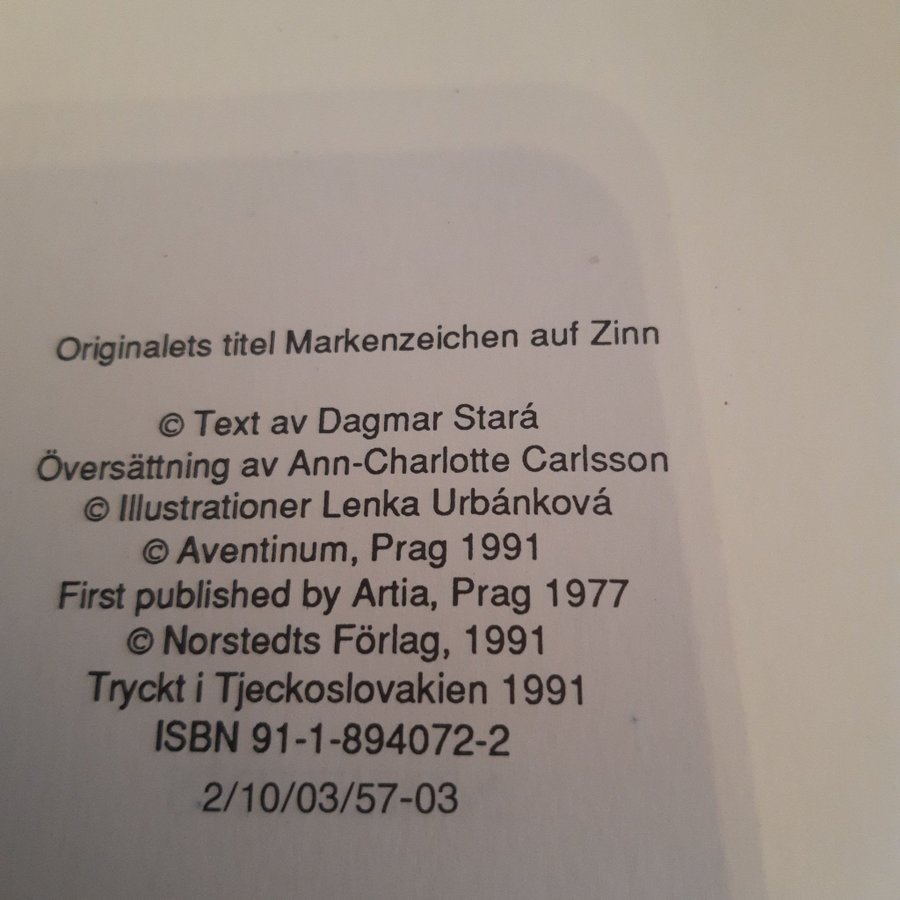 Originalets titel Markenzeichen auf Zinn
© Text av Dagmar Stará
Översättning av Ann-Charlotte Carlsson
© Illustrationer Lenka Urbánková
© Aventinum, Prag 1991
First published by Artia, Prag 1977
© Norstedts Förlag, 1991
Tryckt i Tjeckoslovakien 1991
ISBN 91-1-894072-2
2/10/03/57-03